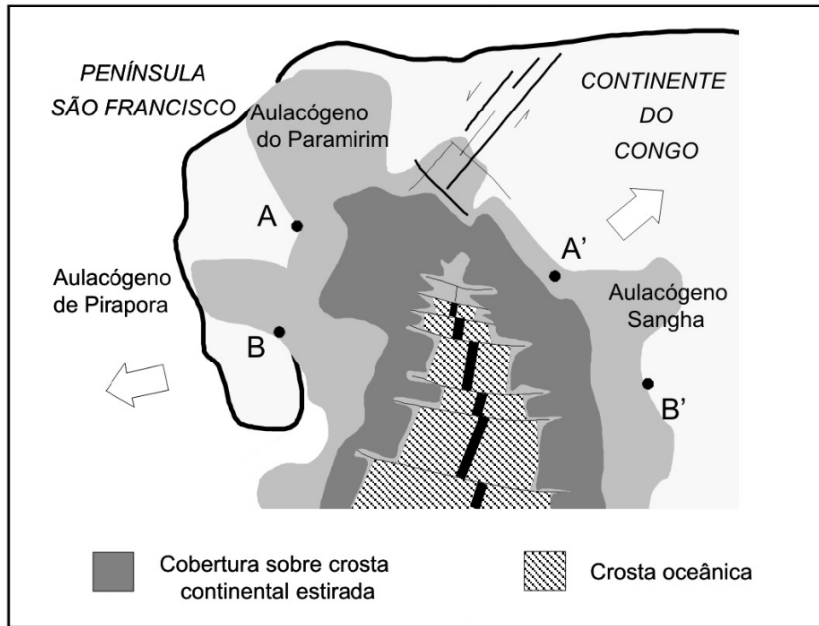 PENÍNSULA
SÃO FRANCISCO
Aulacógeno
do Paramirim
CONTINENTE
DO
CONGO
A
A’
Aulacógeno
de Pirapora
Aulacógeno
Sangha
B
B’
Cobertura sobre crosta
continental estirada
Crosta oceânica